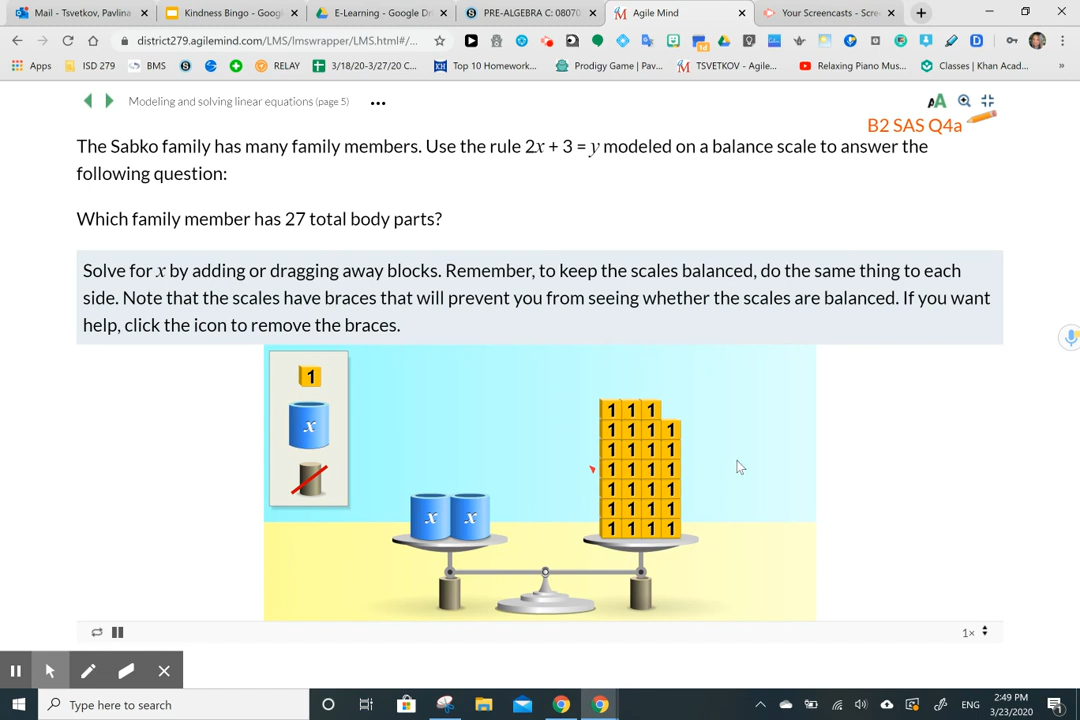 Mail - Tsvetkov, Pavlina
Kindness Bingo - Goog
E-Learning - Google Dr
PRE-ALGEBRA C: 0807
Agile Mind
Your Screencasts - Scre
district279.agilemind.com/LMS/lmswrapper/LMS.html#/...
Apps
ISD 279
BMS
RELAY
3/18/20-3/27/20 C...
Top 10 Homework...
Prodigy Game | Pav...
TSVETKOV - Agile...
Relaxing Piano Mus...
Classes | Khan Acad...
»
Modeling and solving linear equations (page 5)
•••
AA
B2 SAS Q4a
The Sabko family has many family members. Use the rule 2x + 3 = y modeled on a balance scale to answer the
following question:
Which family member has 27 total body parts?
Solve for x by adding or dragging away blocks. Remember, to keep the scales balanced, do the same thing to each
side. Note that the scales have braces that will prevent you from seeing whether the scales are balanced. If you want
help, click the icon to remove the braces.
1
x
x x
1 1 1
1 1 1 1
1 1 1 1
1 1 1 1
1 1 1 1
1 1 1 1
1 1 1 1
1×
Type here to search
ENG
2:49 PM
3/23/2020